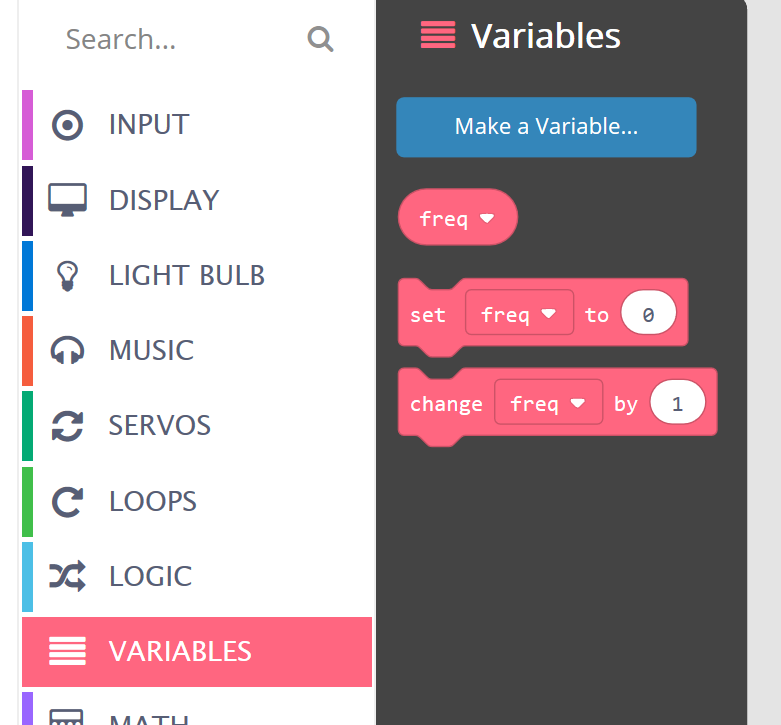 Search...
INPUT
DISPLAY
LIGHT BULB
MUSIC
SERVOS
LOOPS
LOGIC
VARIABLES
MATH
Variables
Make a Variable...
freq
set freq to 0
change freq by 1